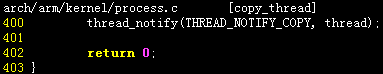 arch/arm/kernel/process.c [copy_thread]
400 thread_notify(THREAD_NOTIFY_COPY, thread);
401
402 return 0;
403 }